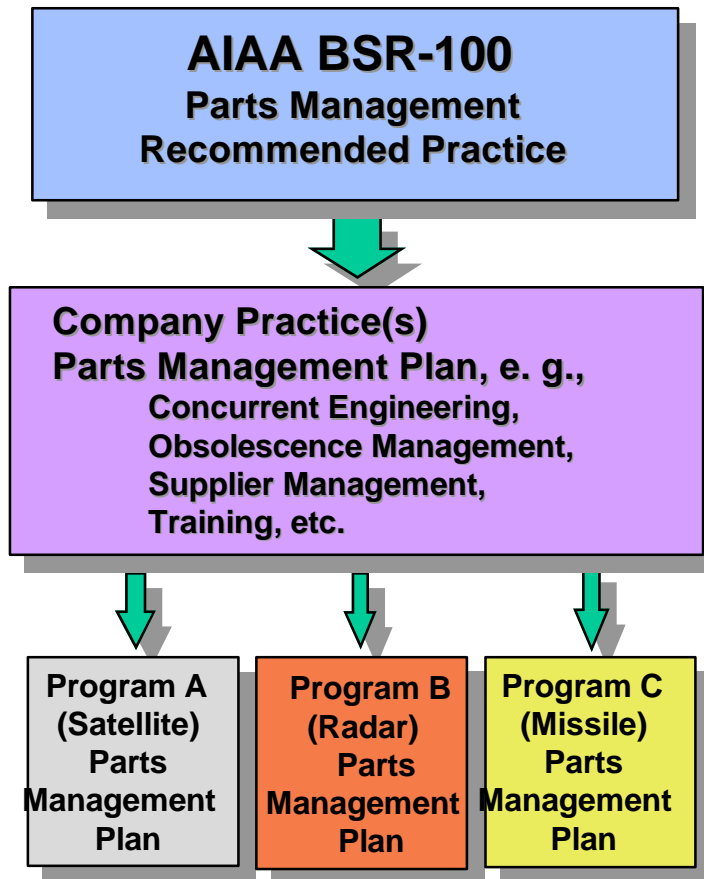 AIAA BSR-100
Parts Management
Recommended Practice
Company Practice(s)
Parts Management Plan, e. g.,
Concurrent Engineering,
Obsolescence Management,
Supplier Management,
Training, etc.
Program A
(Satellite)
Parts
Management
Plan
Program B
(Radar)
Parts
Management
Plan
Program C
(Missile)
Parts
Management
Plan